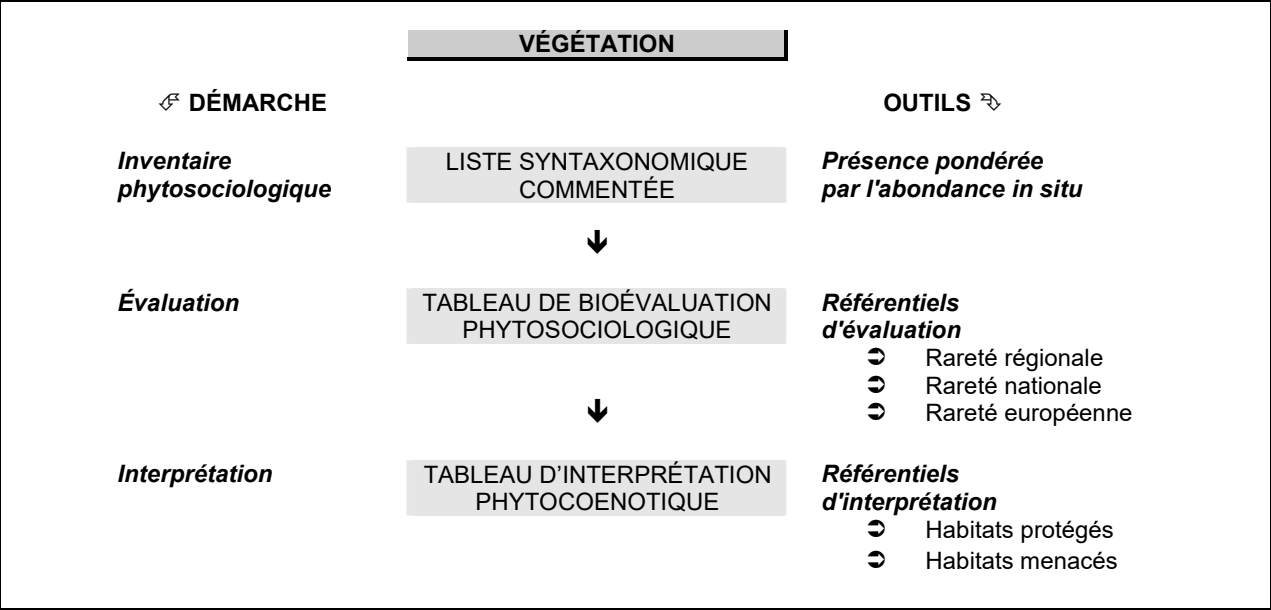 VÉGÉTATION
DÉMARCHE
OUTILS
Inventaire
phytosociologique
LISTE SYNTAXONOMIQUE
COMMENTÉE
Présence pondérée
par l'abondance in situ
Évaluation
TABLEAU DE BIOÉVALUATION
PHYTOSOCIOLOGIQUE
Référentiels
d'évaluation
Rareté régionale
Rareté nationale
Rareté européenne
Interprétation
TABLEAU D’INTERPRÉTATION
PHYTOCOENOTIQUE
Référentiels
d'interprétation
Habitats protégés
Habitats menacés